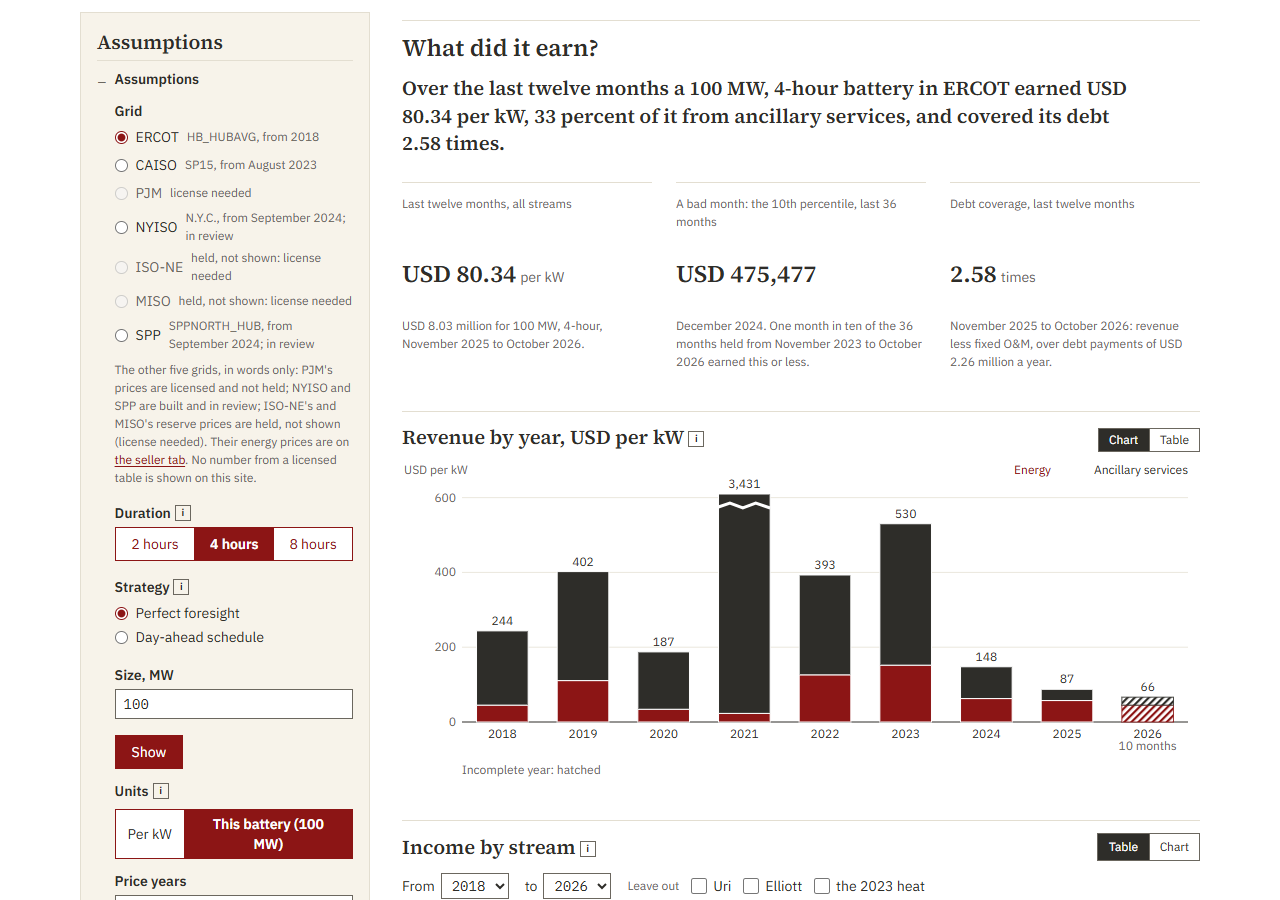 Assumptions
– Assumptions
Grid
ERCOT HB_HUBAVG, from 2018
CAISO SP15, from August 2023
PJM license needed
NYISO N.Y.C., from September 2024;
in review
ISO-NE held, not shown: license
needed
MISO held, not shown: license needed
SPP SPPNORTH_HUB, from
September 2024; in review
The other five grids, in words only: PJM's
prices are licensed and not held; NYISO and
SPP are built and in review; ISO-NE's and
MISO's reserve prices are held, not shown
(license needed). Their energy prices are on
the seller tab. No number from a licensed
table is shown on this site.
Duration i
2 hours 4 hours 8 hours
Strategy i
Perfect foresight
Day-ahead schedule
Size, MW
100
Show
Units i
Per kW This battery (100
MW)
Price years
What did it earn?
Over the last twelve months a 100 MW, 4-hour battery in ERCOT earned USD
80.34 per kW, 33 percent of it from ancillary services, and covered its debt
2.58 times.
Last twelve months, all streams
USD 80.34 per kW
USD 8.03 million for 100 MW, 4-hour,
November 2025 to October 2026.
A bad month: the 10th percentile, last 36
months
USD 475,477
December 2024. One month in ten of the 36
months held from November 2023 to October
2026 earned this or less.
Debt coverage, last twelve months
2.58 times
November 2025 to October 2026: revenue
less fixed O&M, over debt payments of USD
2.26 million a year.
Revenue by year, USD per kW i
Chart Table
USD per kW
Energy Ancillary services
600
400
200
0
244
402
187
3,431
393
530
148
87
66
2018 2019 2020 2021 2022 2023 2024 2025 2026
10 months
Incomplete year: hatched
Income by stream i
Table Chart
From 2018 to 2026 Leave out Uri Elliott the 2023 heat